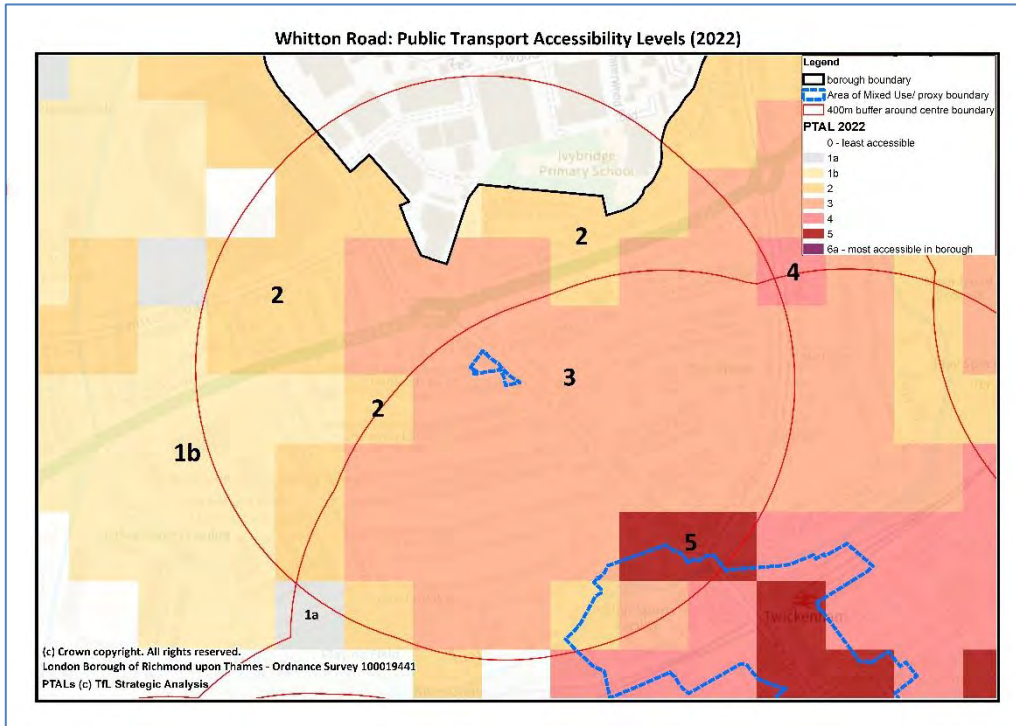 Whitton Road: Public Transport Accessibility Levels (2022)
Legend
borough boundary
Area of Mixed Use/ proxy boundary
400m buffer around centre boundary
PTAL 2022
0 - least accessible
1a
1b
2
3
4
5
6a - most accessible in borough
Ivybridge
Primary School
2
4
2
3
2
1b
5
1a
Twickenham
(c) Crown copyright. All rights reserved.
London Borough of Richmond upon Thames - Ordnance Survey 100019441
PTALs (c) TfL Strategic Analysis